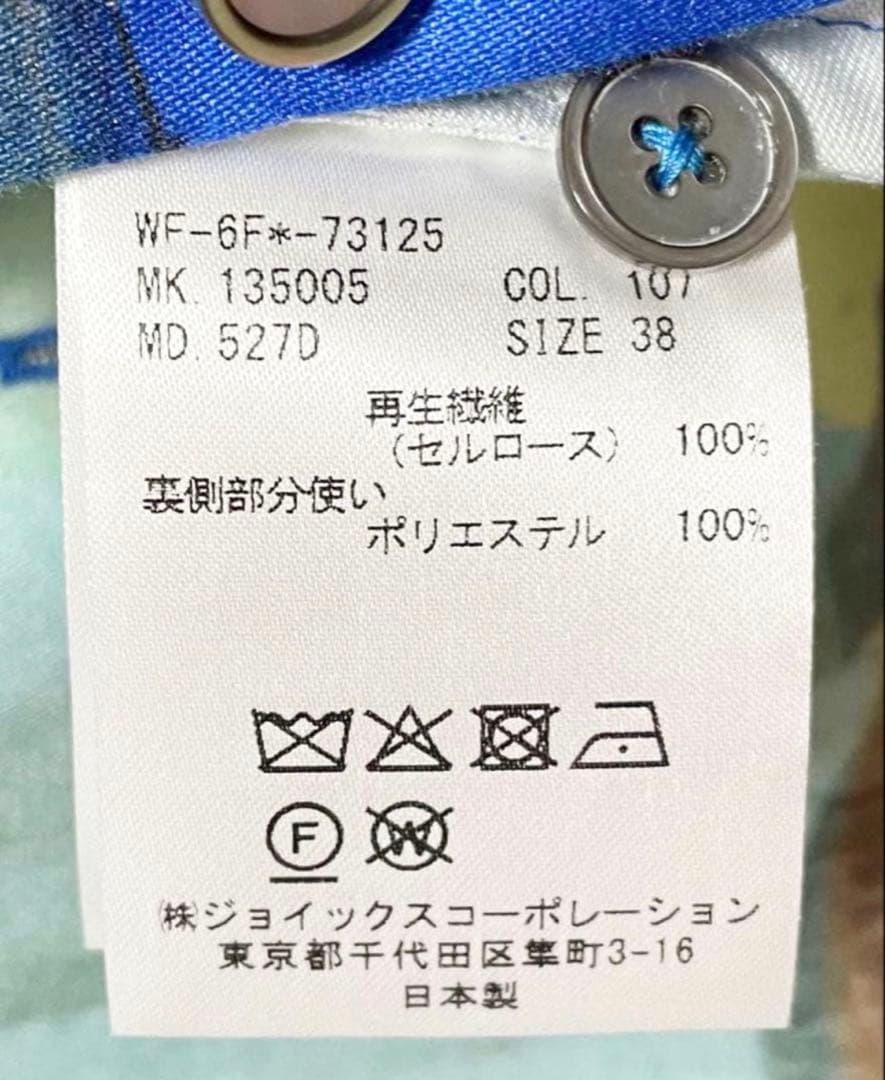 WF-6F*-73125
MK. 135005 COL. 107
MD. 527D SIZE 38
再生繊維
(セルロース) 100%
裏側部分使い
ポリエステル 100%
F W
㈱ジョイックスコーポレーション
東京都千代田区隼町3-16
日本製